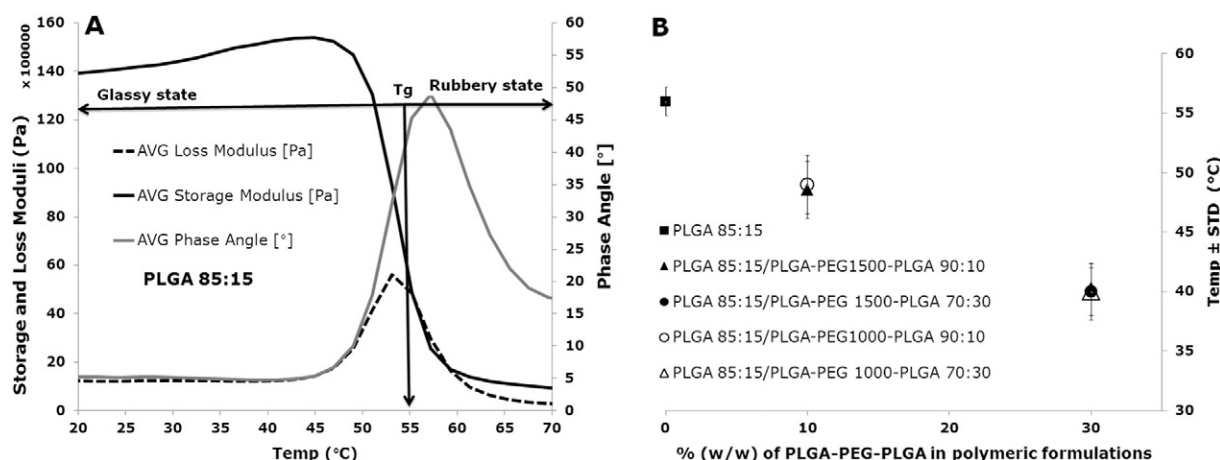 A
x 100000
Storage and Loss Moduli (Pa)
160
140
120
100
80
60
40
20
0
Glassy state
Tg
Rubbery state
AVG Loss Modulus [Pa]
AVG Storage Modulus [Pa]
AVG Phase Angle [°]
PLGA 85:15
60
55
50
45
40
35
30
25
20
15
10
5
0
Phase Angle [°]
20 25 30 35 40 45 50 55 60 65 70
Temp (°C)
B
60
55
50
45
40
35
30
Temp ± STD (°C)
PLGA 85:15
PLGA 85:15/PLGA-PEG1500-PLGA 90:10
PLGA 85:15/PLGA-PEG 1500-PLGA 70:30
PLGA 85:15/PLGA-PEG1000-PLGA 90:10
PLGA 85:15/PLGA-PEG 1000-PLGA 70:30
0 10 20 30
% (w/w) of PLGA-PEG-PLGA in polymeric formulations